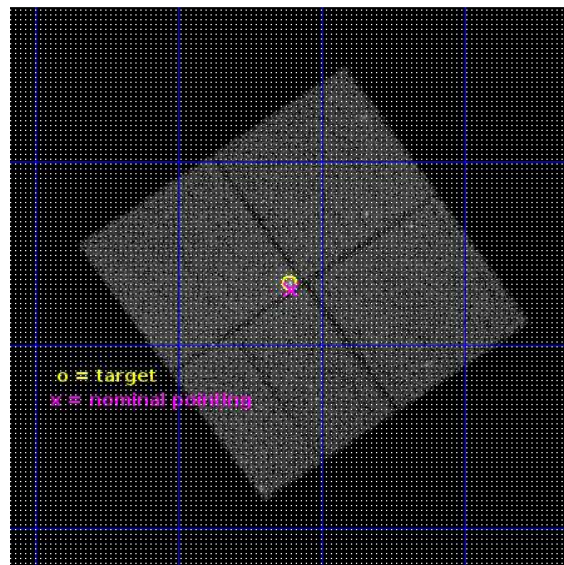 o = target
x = nominal pointing